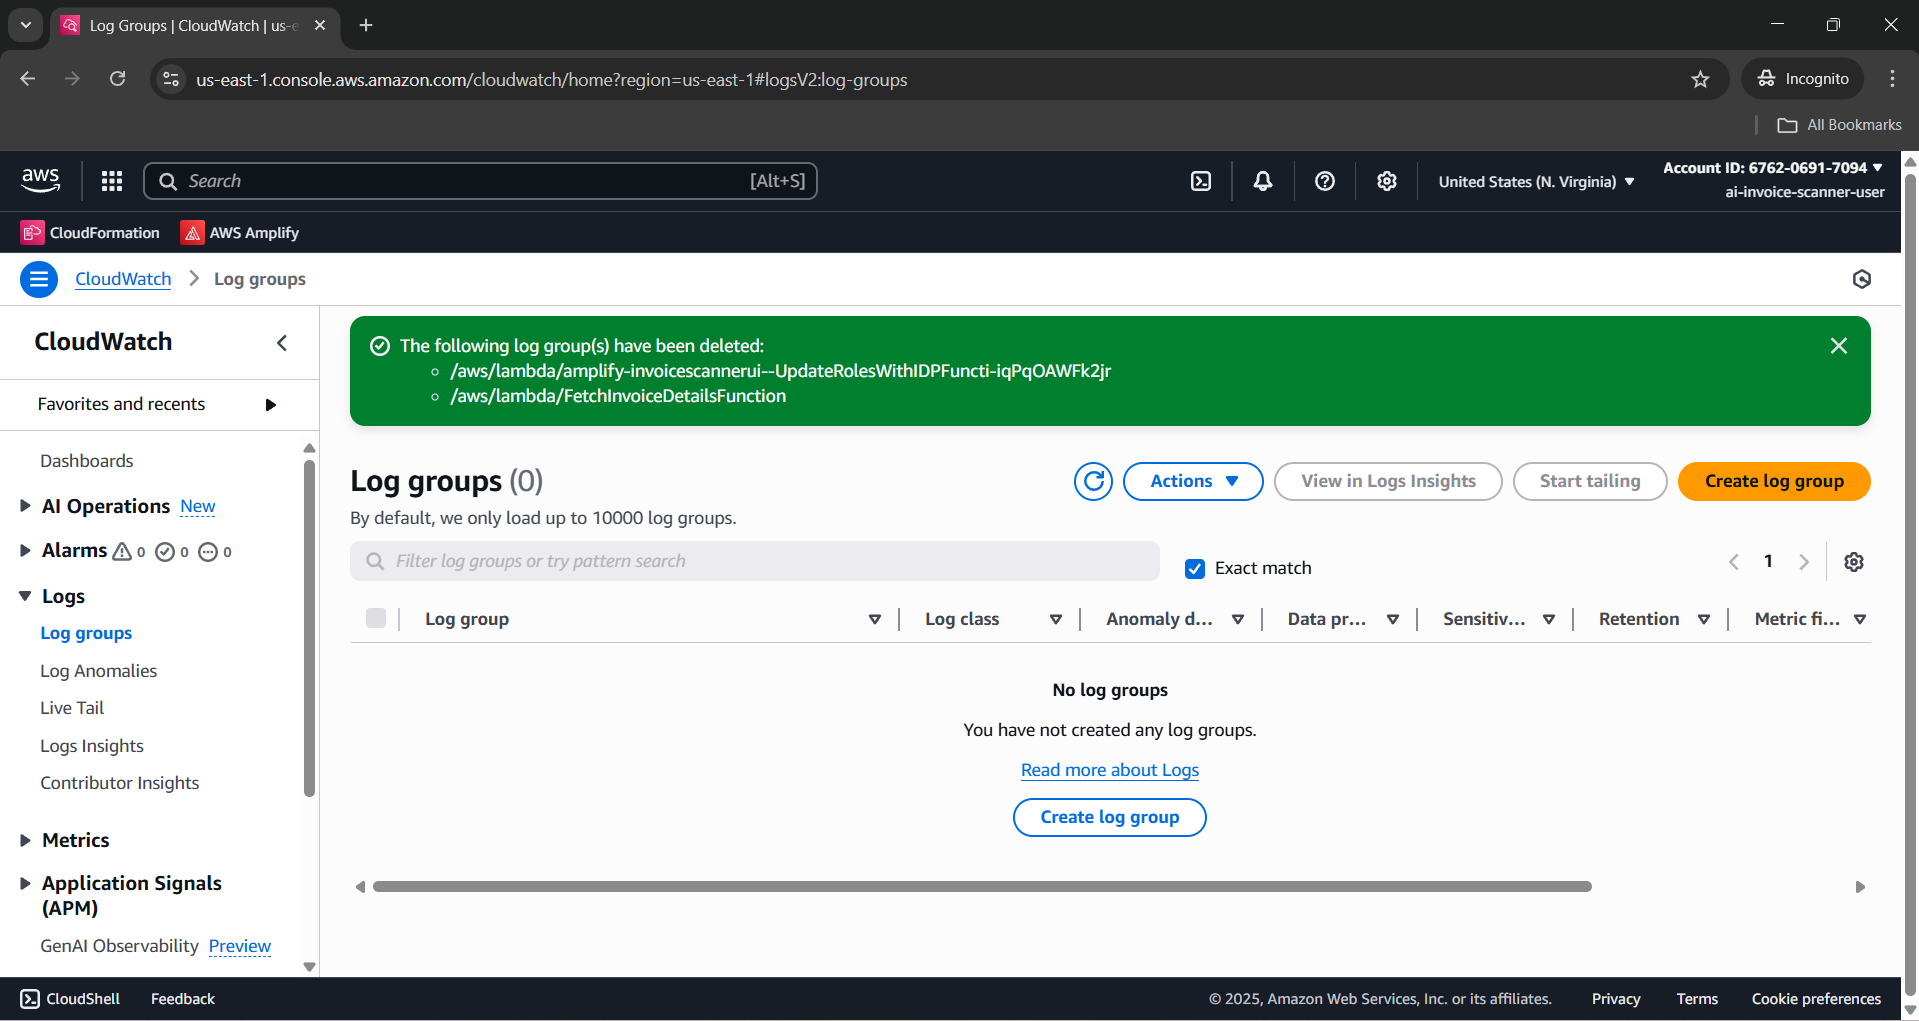 Log Groups | CloudWatch | us-e
us-east-1.console.aws.amazon.com/cloudwatch/home?region=us-east-1#logsV2:log-groups
Incognito
All Bookmarks
aws
Search
[Alt+S]
United States (N. Virginia)
Account ID: 6762-0691-7094
ai-invoice-scanner-user
CloudFormation
AWS Amplify
CloudWatch
Log groups
CloudWatch
Favorites and recents
Dashboards
AI Operations New
Alarms 0 0 0
Logs
Log groups
Log Anomalies
Live Tail
Logs Insights
Contributor Insights
Metrics
Application Signals
(APM)
GenAI Observability Preview
The following log group(s) have been deleted:
/aws/lambda/amplify-invoicescannerui--UpdateRolesWithIDPFuncti-iqPqOAWFk2jr
/aws/lambda/FetchInvoiceDetailsFunction
Log groups (0)
By default, we only load up to 10000 log groups.
Actions
View in Logs Insights
Start tailing
Create log group
Filter log groups or try pattern search
Exact match
1
Log group
Log class
Anomaly d...
Data pr...
Sensitiv...
Retention
Metric fi...
No log groups
You have not created any log groups.
Read more about Logs
Create log group
CloudShell
Feedback
© 2025, Amazon Web Services, Inc. or its affiliates.
Privacy
Terms
Cookie preferences